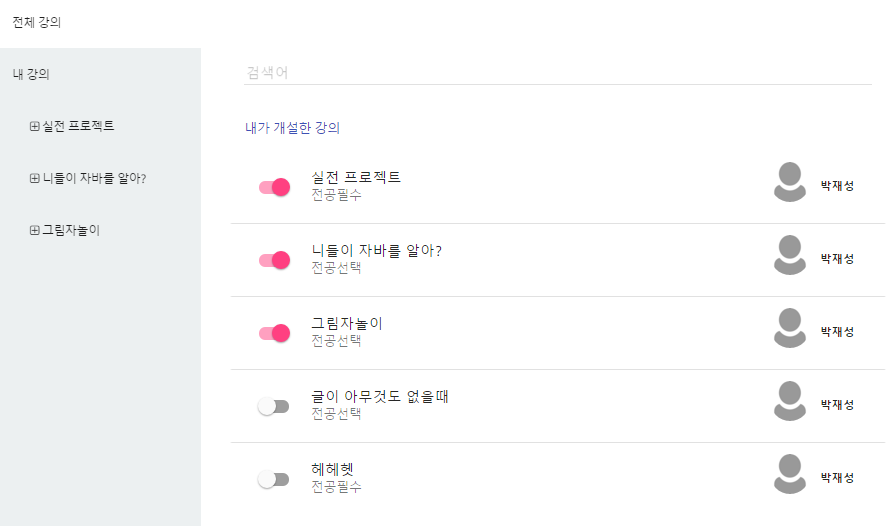 전체 강의
내 강의
실전 프로젝트
니들이 자바를 알아?
그림자놀이
검색어
내가 개설한 강의
실전 프로젝트
전공필수
박재성
니들이 자바를 알아?
전공선택
박재성
그림자놀이
전공선택
박재성
글이 아무것도 없을때
전공선택
박재성
헤헤헷
전공필수
박재성